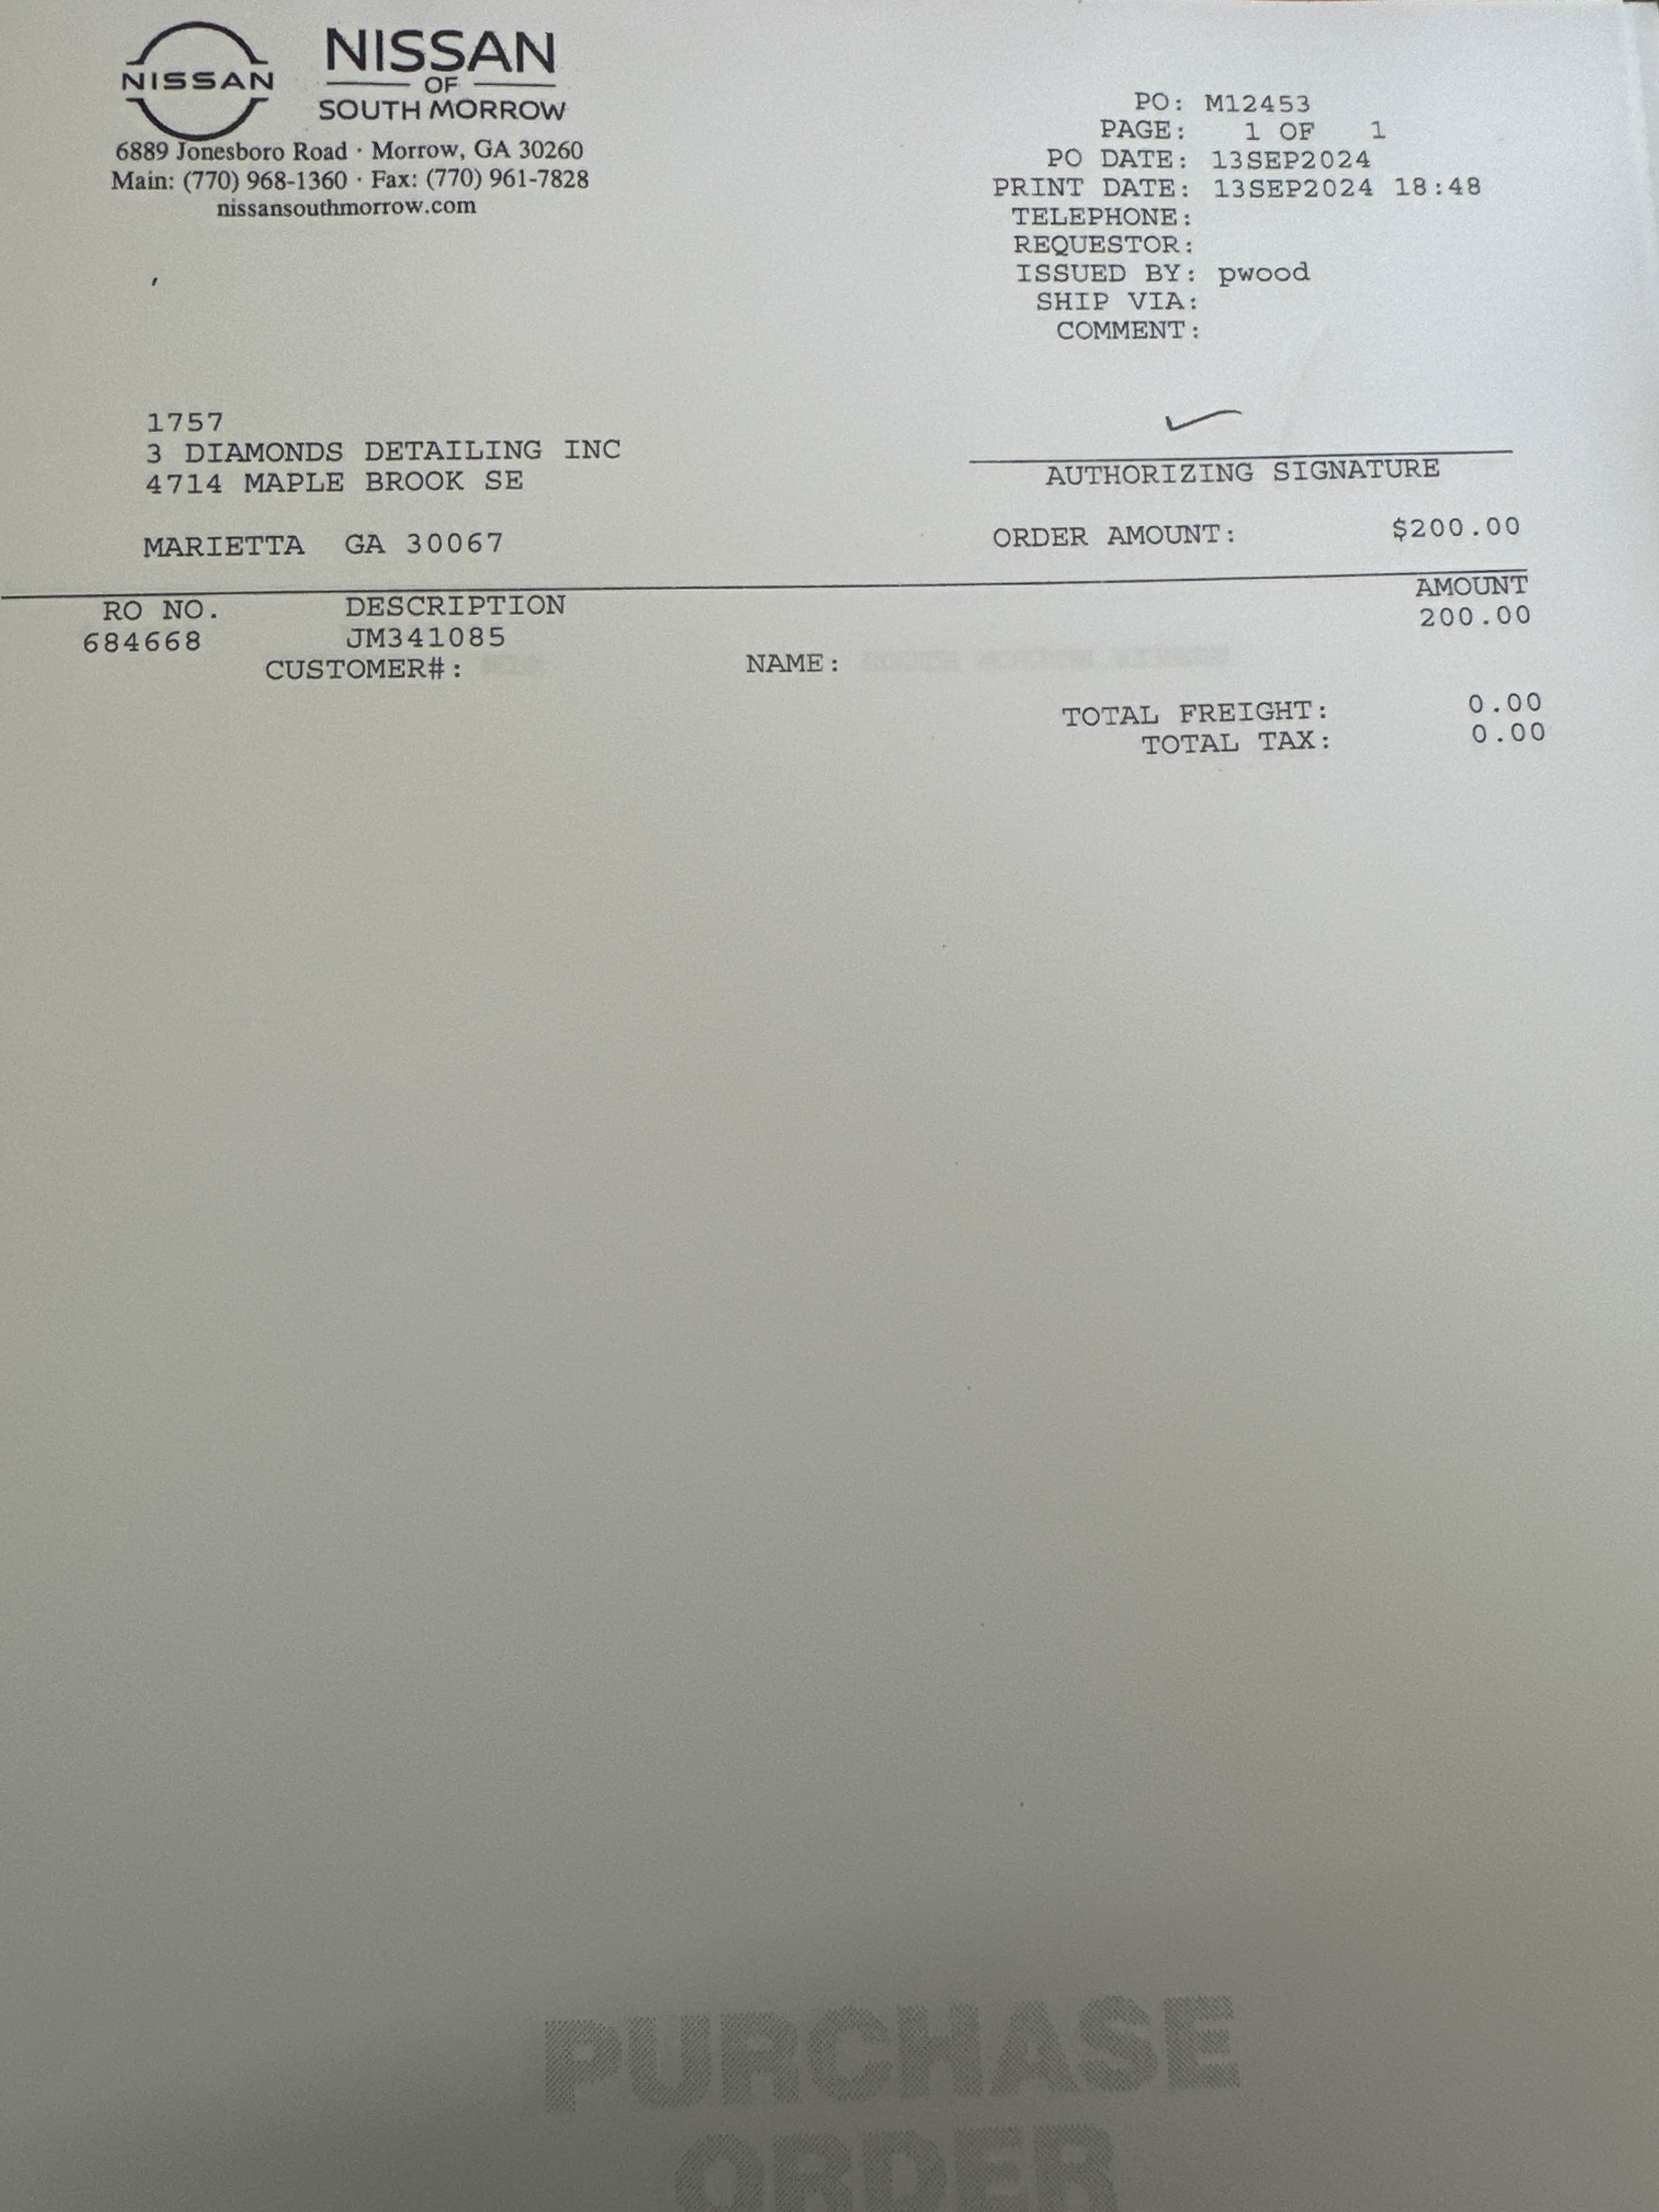 NISSAN
NISSAN
OF
SOUTH MORROW
6889 Jonesboro Road · Morrow, GA 30260
Main: (770) 968-1360 · Fax: (770) 961-7828
nissansouthmorrow.com
PO: M12453
PAGE: 1 OF 1
PO DATE: 13SEP2024
PRINT DATE: 13SEP2024 18:48
TELEPHONE:
REQUESTOR:
ISSUED BY: pwood
SHIP VIA:
COMMENT:
1757
3 DIAMONDS DETAILING INC
4714 MAPLE BROOK SE
MARIETTA GA 30067
AUTHORIZING SIGNATURE
ORDER AMOUNT: $200.00
RO NO. DESCRIPTION AMOUNT
684668 JM341085 200.00
CUSTOMER#: NAME:
TOTAL FREIGHT: 0.00
TOTAL TAX: 0.00
PURCHASE
ORDER